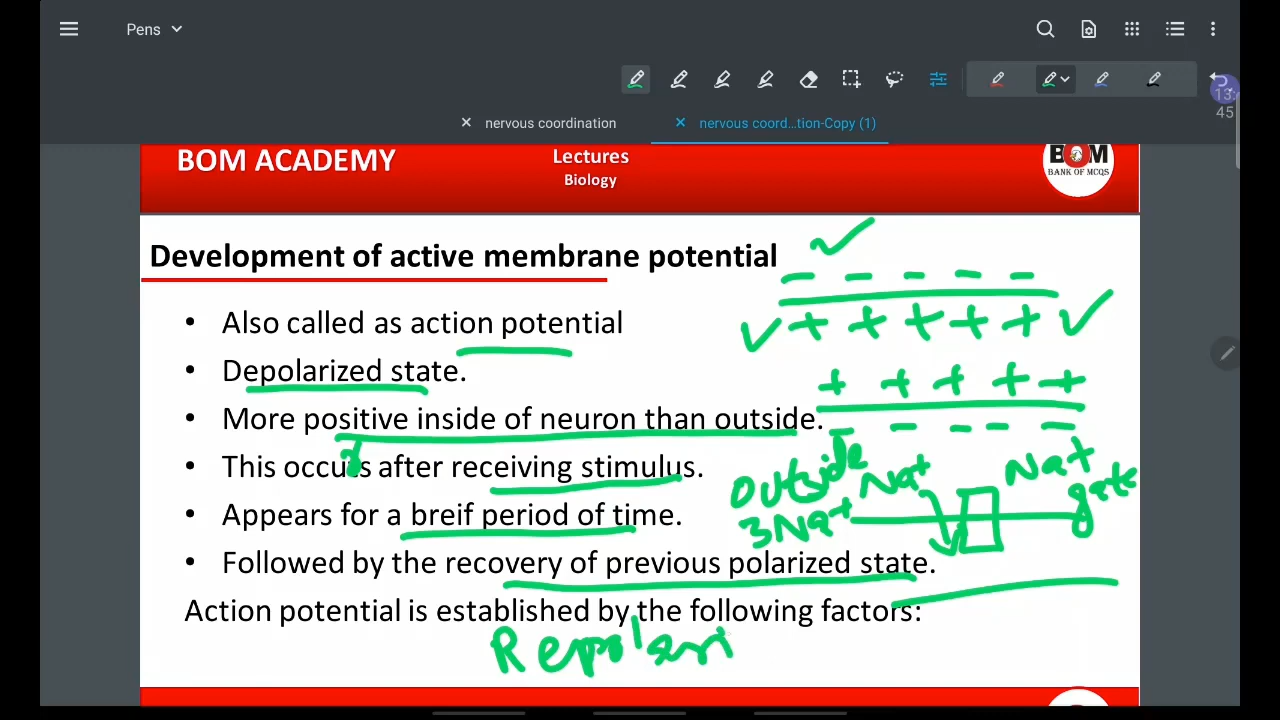 Pens
13:
45
nervous coordination
nervous coord...tion-Copy (1)
BOM ACADEMY
Lectures
Biology
BOM
BANK OF MCQS
Development of active membrane potential
• Also called as action potential
• Depolarized state.
• More positive inside of neuron than outside.
• This occurs after receiving stimulus.
• Appears for a breif period of time.
• Followed by the recovery of previous polarized state.
Action potential is established by the following factors:
- - - - -
+ + + + +
+ + + + +
- - - - -
outside Na+ Na+
3Na+ gate
Repolari